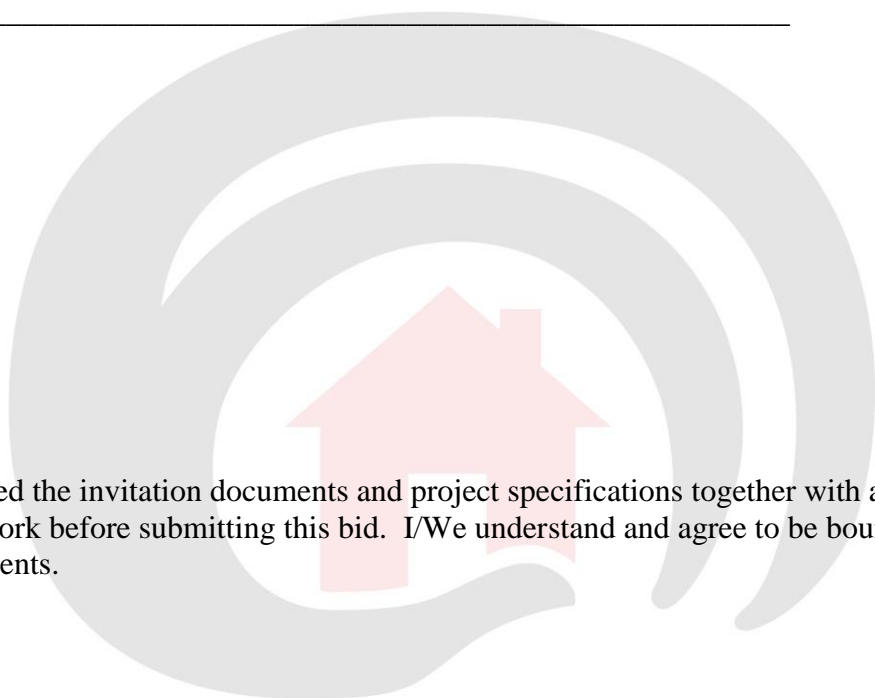 ed the invitation documents and project specifications together with a
ork before submitting this bid. I/We understand and agree to be bou
ents.